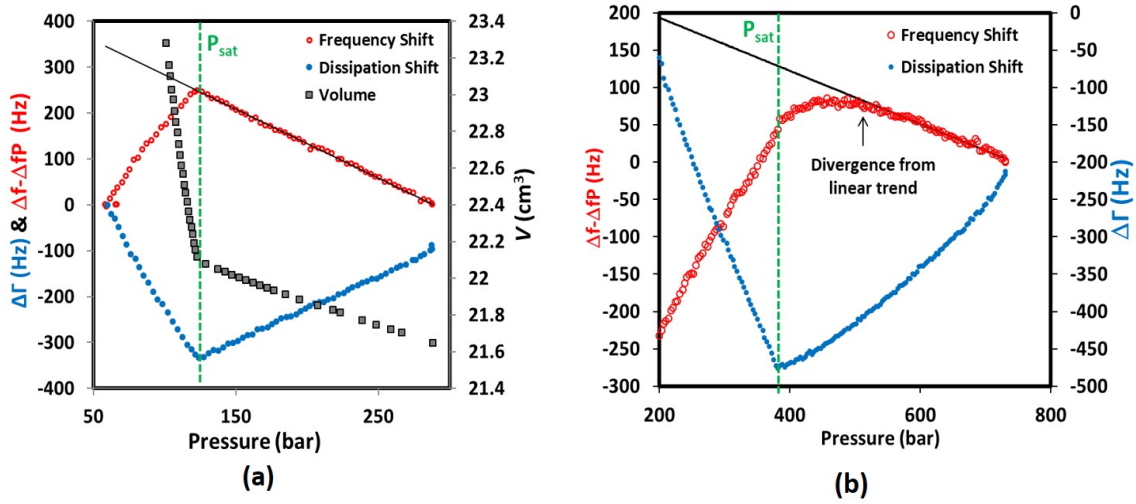 P_sat
Frequency Shift
Dissipation Shift
Volume
400
300
200
100
0
-100
-200
-300
-400
ΔΓ (Hz) & Δf-ΔfP (Hz)
23.4
23.2
23
22.8
22.6
22.4
22.2
22
21.8
21.6
21.4
V (cm³)
50
150
250
Pressure (bar)
(a)
P_sat
Frequency Shift
Dissipation Shift
Divergence from
linear trend
200
150
100
50
0
-50
-100
-150
-200
-250
-300
Δf-ΔfP (Hz)
0
-50
-100
-150
-200
-250
-300
-350
-400
-450
-500
ΔΓ (Hz)
200
400
600
800
Pressure (bar)
(b)